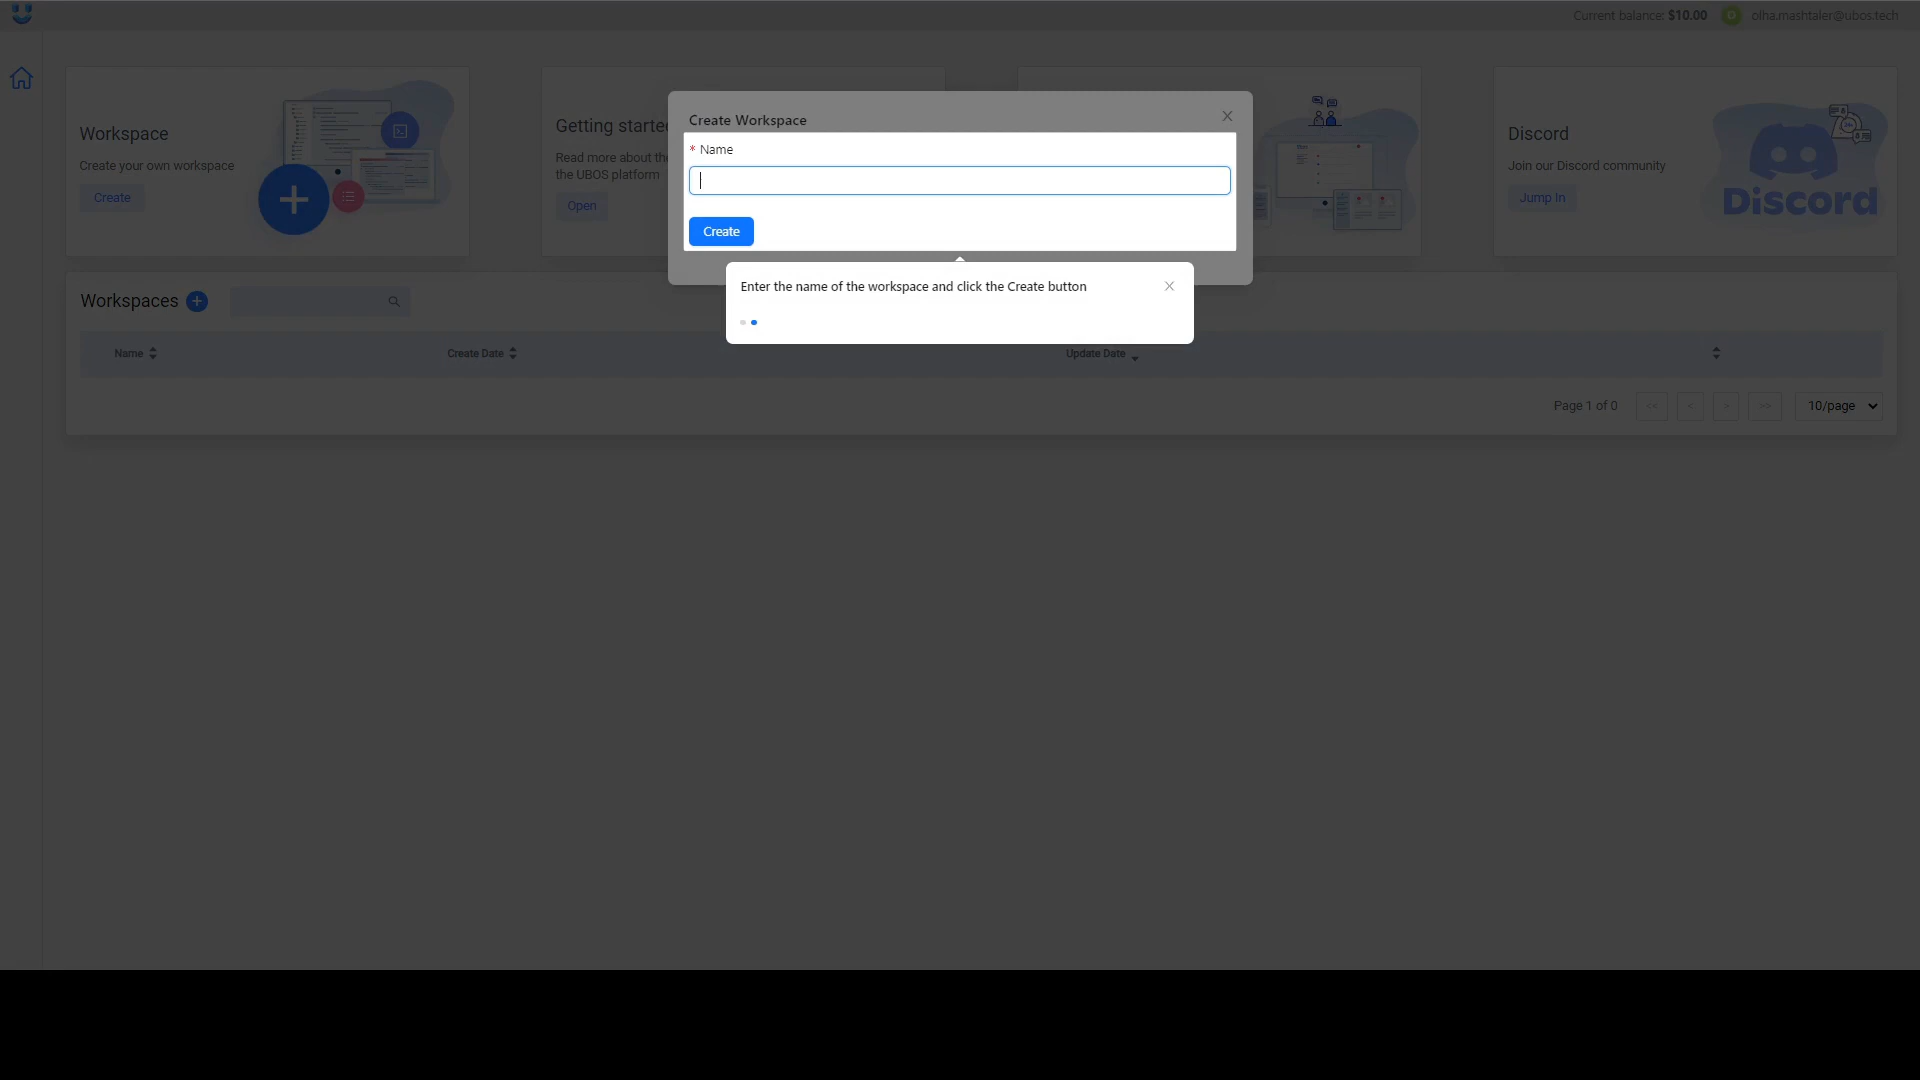 Current balance: $10.00 olha.mashtaler@ubos.tech
Workspace
Create your own workspace
Create
Getting starte
Read more about the
the UBOS platform
Open
Create Workspace
* Name
Create
Enter the name of the workspace and click the Create button
Discord
Join our Discord community
Jump In
Discord
Workspaces
Name Create Date Update Date
Page 1 of 0 << < > >> 10/page